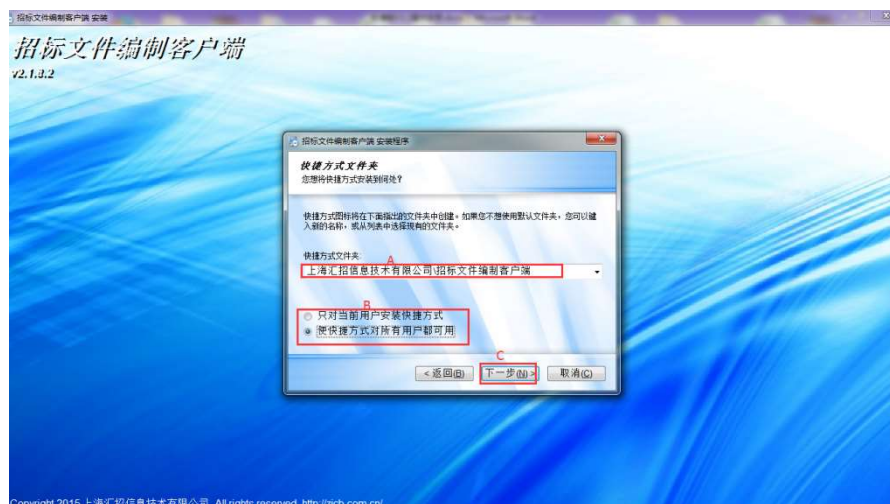 招标文件编制客户端 安装
招标文件编制客户端
v2.1.3.2
招标文件编制客户端 安装程序
快捷方式文件夹
您想将快捷方式安装到何处?
快捷方式图标将在下面指出的文件夹中创建。如果您不想使用默认文件夹，您可以键
入新的名称，或从列表中选择现有的文件夹。
快捷方式文件夹:
A
上海汇招信息技术有限公司\招标文件编制客户端
B
只对当前用户安装快捷方式
使快捷方式对所有用户都可用
C
< 返回(B) 下一步(N) > 取消(C)
Copyright 2015 上海汇招信息技术有限公司 All rights reserved